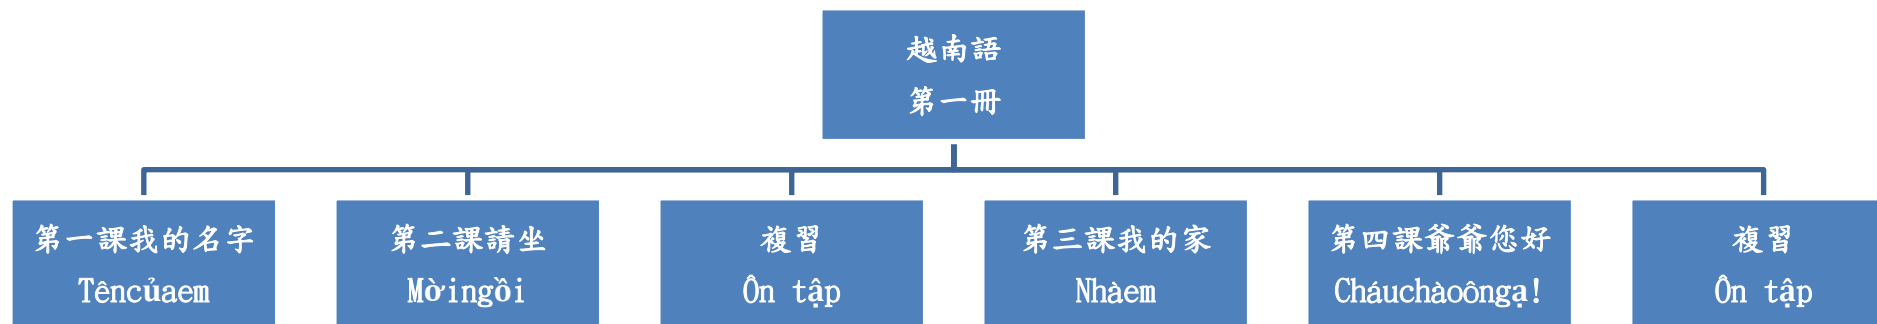 越南語
第一冊
第一課我的名字
Têncủaem
第二課請坐
Mờingồi
複習
Ôn tập
第三課我的家
Nhàem
第四課爺爺您好
Cháuchàoôngạ!
複習
Ôn tập